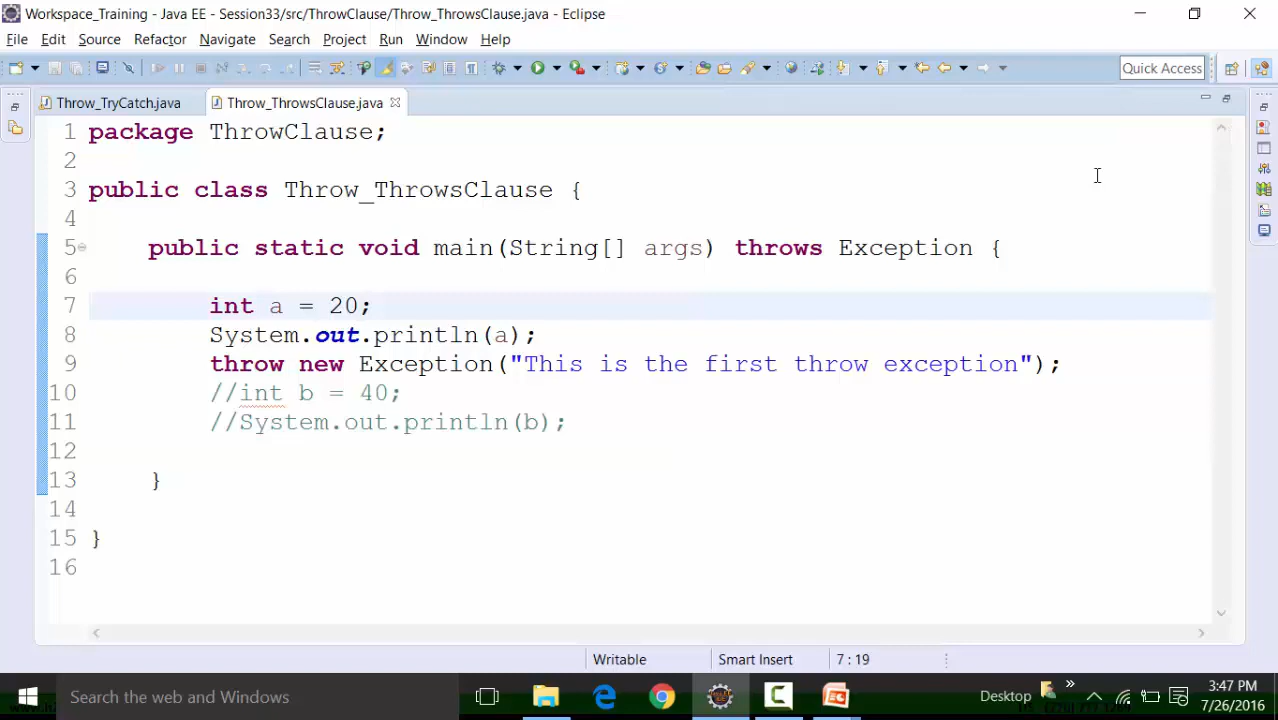 Workspace_Training - Java EE - Session33/src/ThrowClause/Throw_ThrowsClause.java - Eclipse
File Edit Source Refactor Navigate Search Project Run Window Help
Quick Access
Throw_TryCatch.java Throw_ThrowsClause.java
1 package ThrowClause;
2
3 public class Throw_ThrowsClause {
4
5 public static void main(String[] args) throws Exception {
6
7 int a = 20;
8 System.out.println(a);
9 throw new Exception("This is the first throw exception");
10 //int b = 40;
11 //System.out.println(b);
12
13 }
14
15 }
16
Writable Smart Insert 7 : 19
Search the web and Windows
Desktop
3:47 PM
7/26/2016